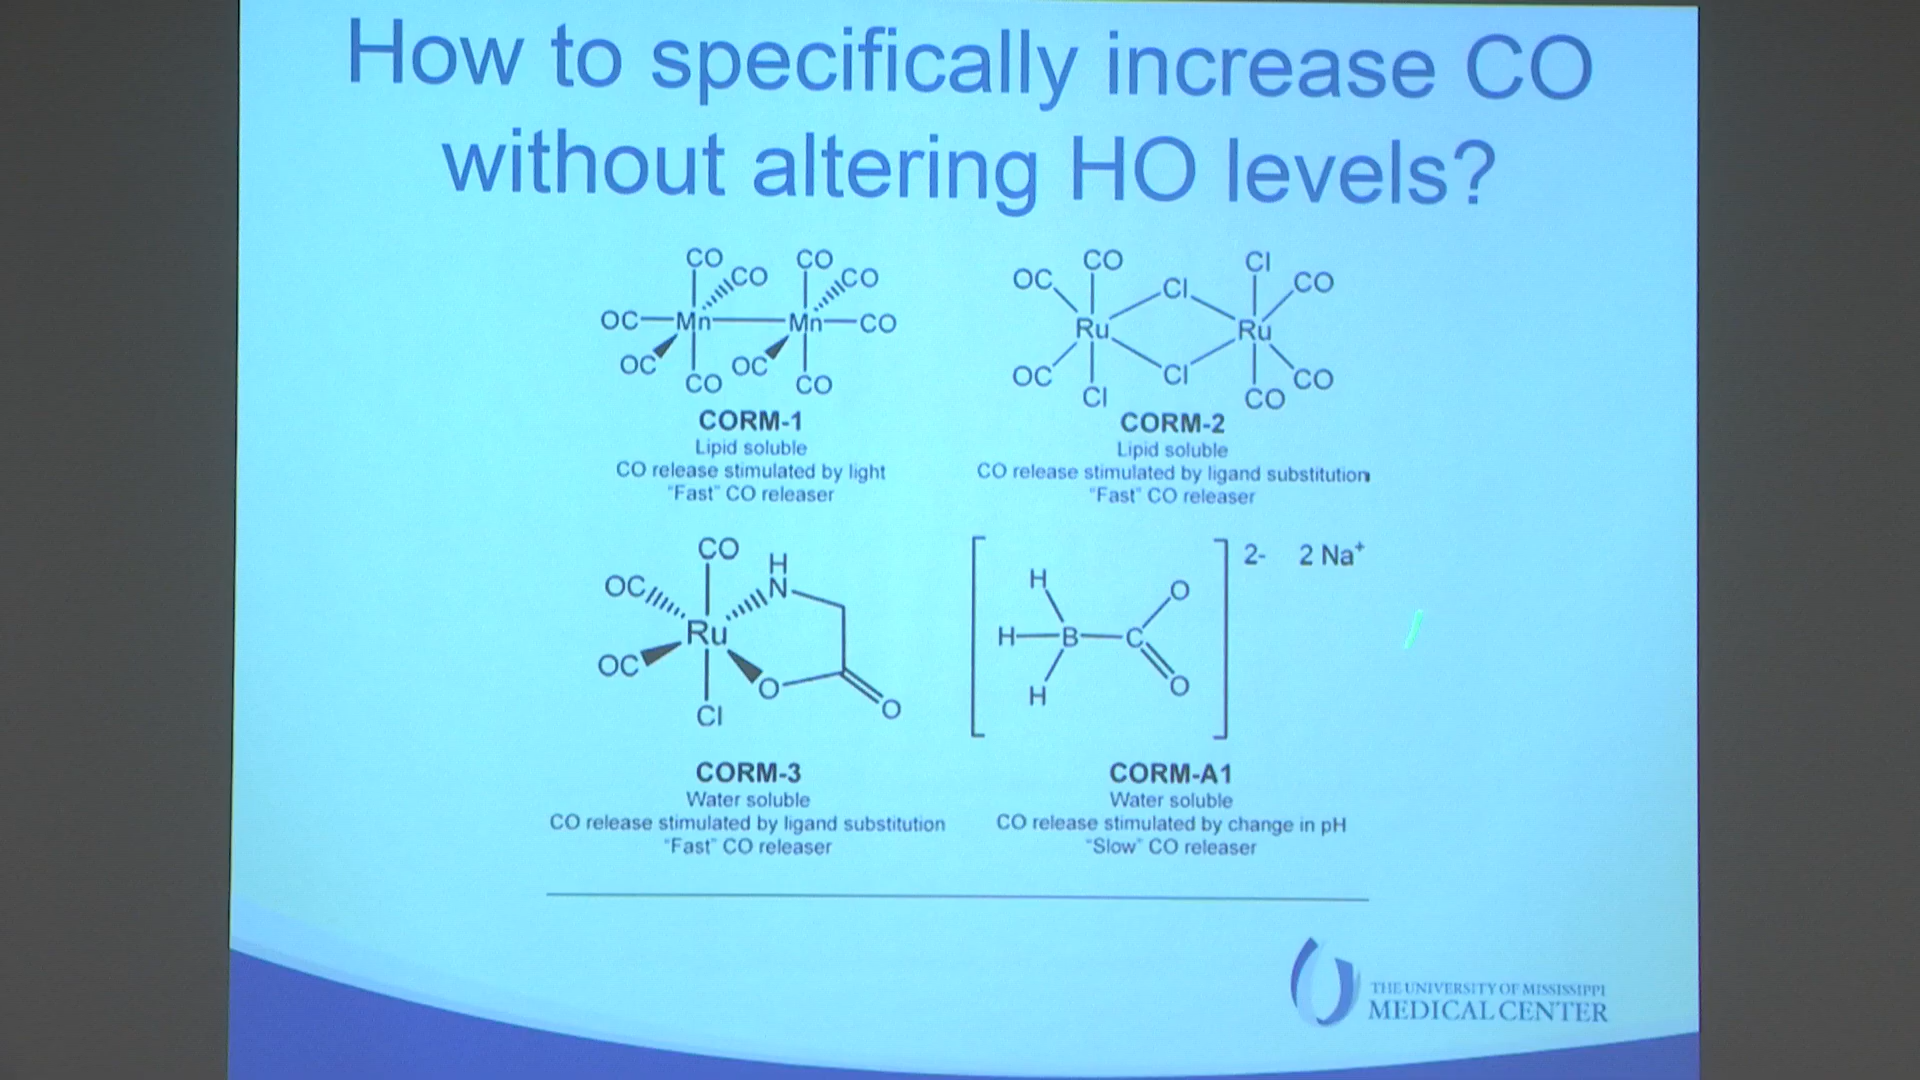 How to specifically increase CO
without altering HO levels?
CO CO CO CO
OC Mn Mn CO
OC CO OC CO
CORM-1
Lipid soluble
CO release stimulated by light
"Fast" CO releaser
OC CO Cl Cl CO
Ru Ru
OC Cl Cl CO CO
CORM-2
Lipid soluble
CO release stimulated by ligand substitution
"Fast" CO releaser
CO H
OC N
Ru
OC O O
Cl
CORM-3
Water soluble
CO release stimulated by ligand substitution
"Fast" CO releaser
2- 2 Na⁺
H O
H B C
H O
CORM-A1
Water soluble
CO release stimulated by change in pH
"Slow" CO releaser
THE UNIVERSITY OF MISSISSIPPI
MEDICAL CENTER